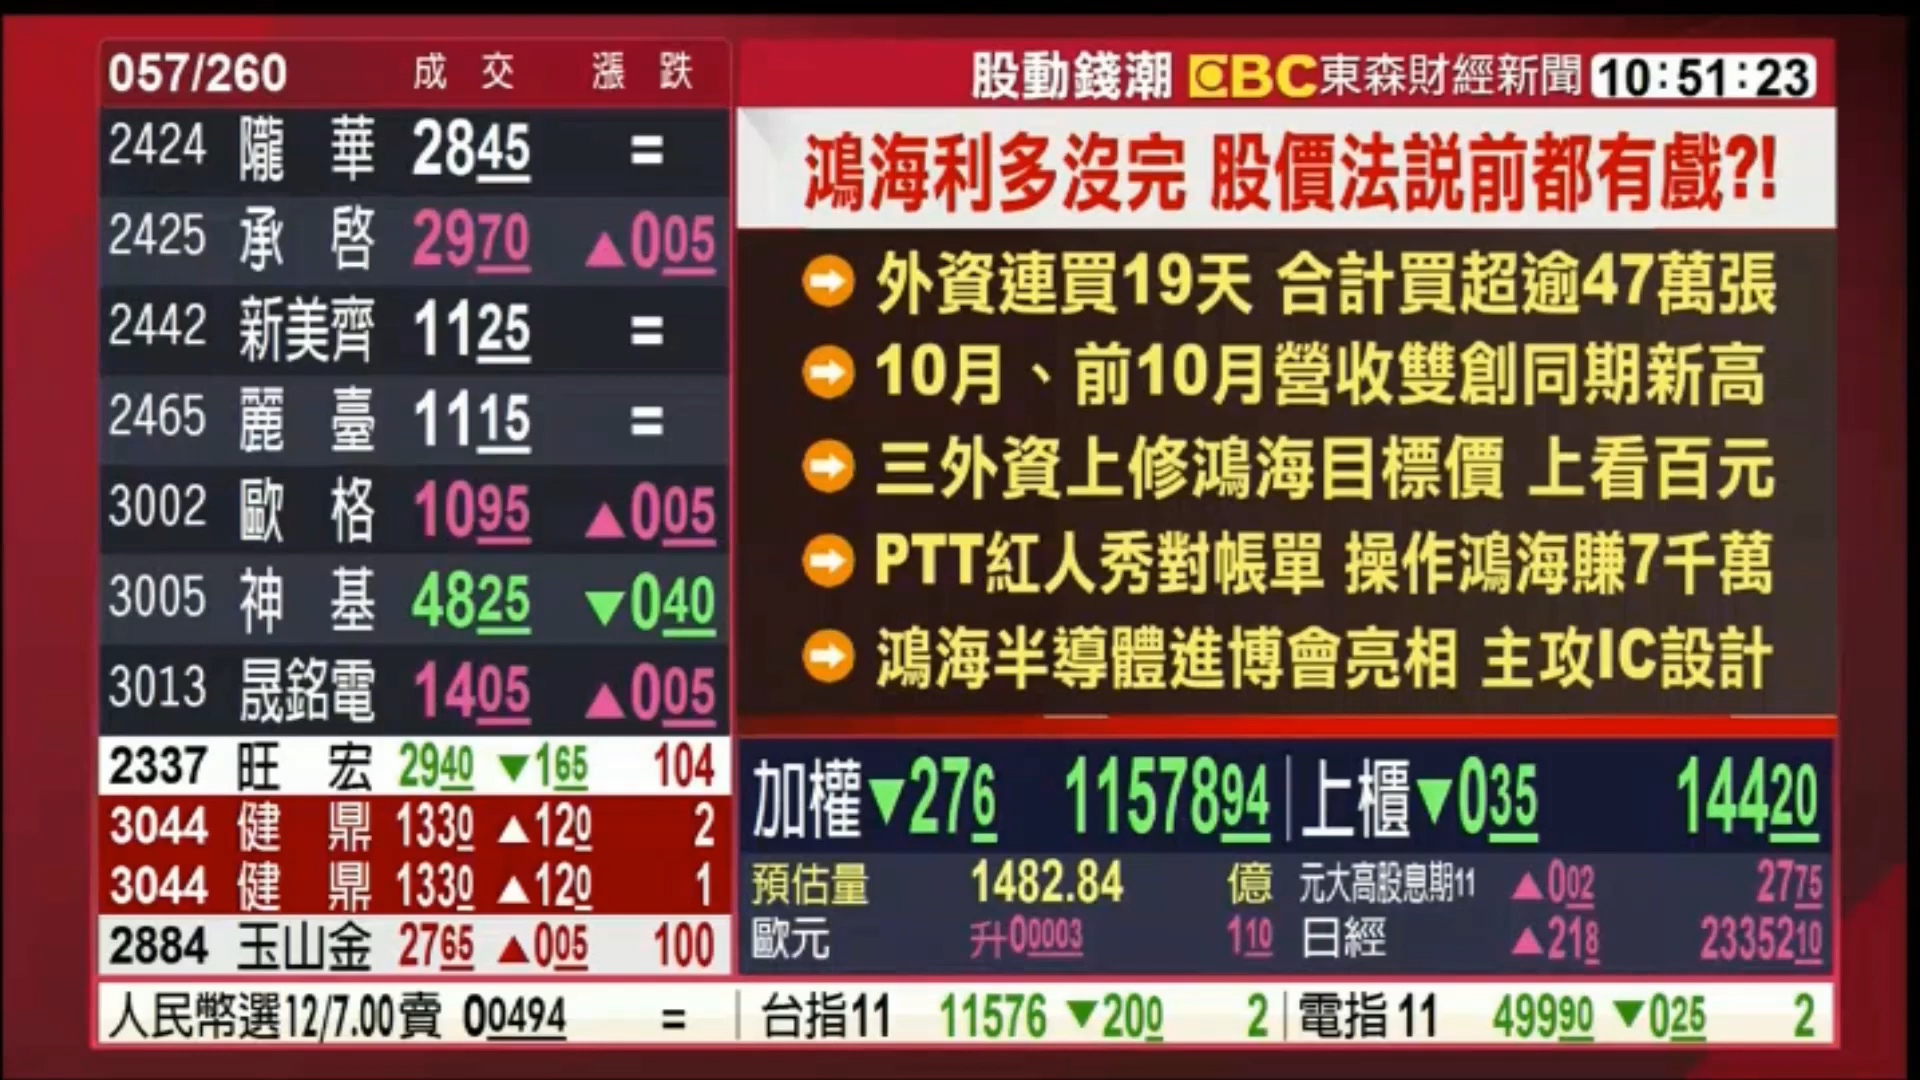 057/260 成交 漲跌
2424 隴華 2845 =
2425 承啓 2970 ▲005
2442 新美齊 1125 =
2465 麗臺 1115 =
3002 歐格 1095 ▲005
3005 神基 4825 ▼040
3013 晟銘電 1405 ▲005
2337 旺宏 2940 ▼165 104
3044 健鼎 1330 ▲120 2
3044 健鼎 1330 ▲120 1
2884 玉山金 2765 ▲005 100
股動錢潮 EBC東森財經新聞 10:51:23
鴻海利多沒完 股價法說前都有戲?!
外資連買19天 合計買超逾47萬張
10月、前10月營收雙創同期新高
三外資上修鴻海目標價 上看百元
PTT紅人秀對帳單 操作鴻海賺7千萬
鴻海半導體進博會亮相 主攻IC設計
加權▼276 1157894 上櫃▼035 14420
預估量 1482.84 億 元大高股息期11 ▲002 2775
歐元 升00003 110 日經 ▲218 2335210
人民幣選12/7.00賣 00494 = 台指11 11576 ▼200 2 電指11 49990 ▼025 2